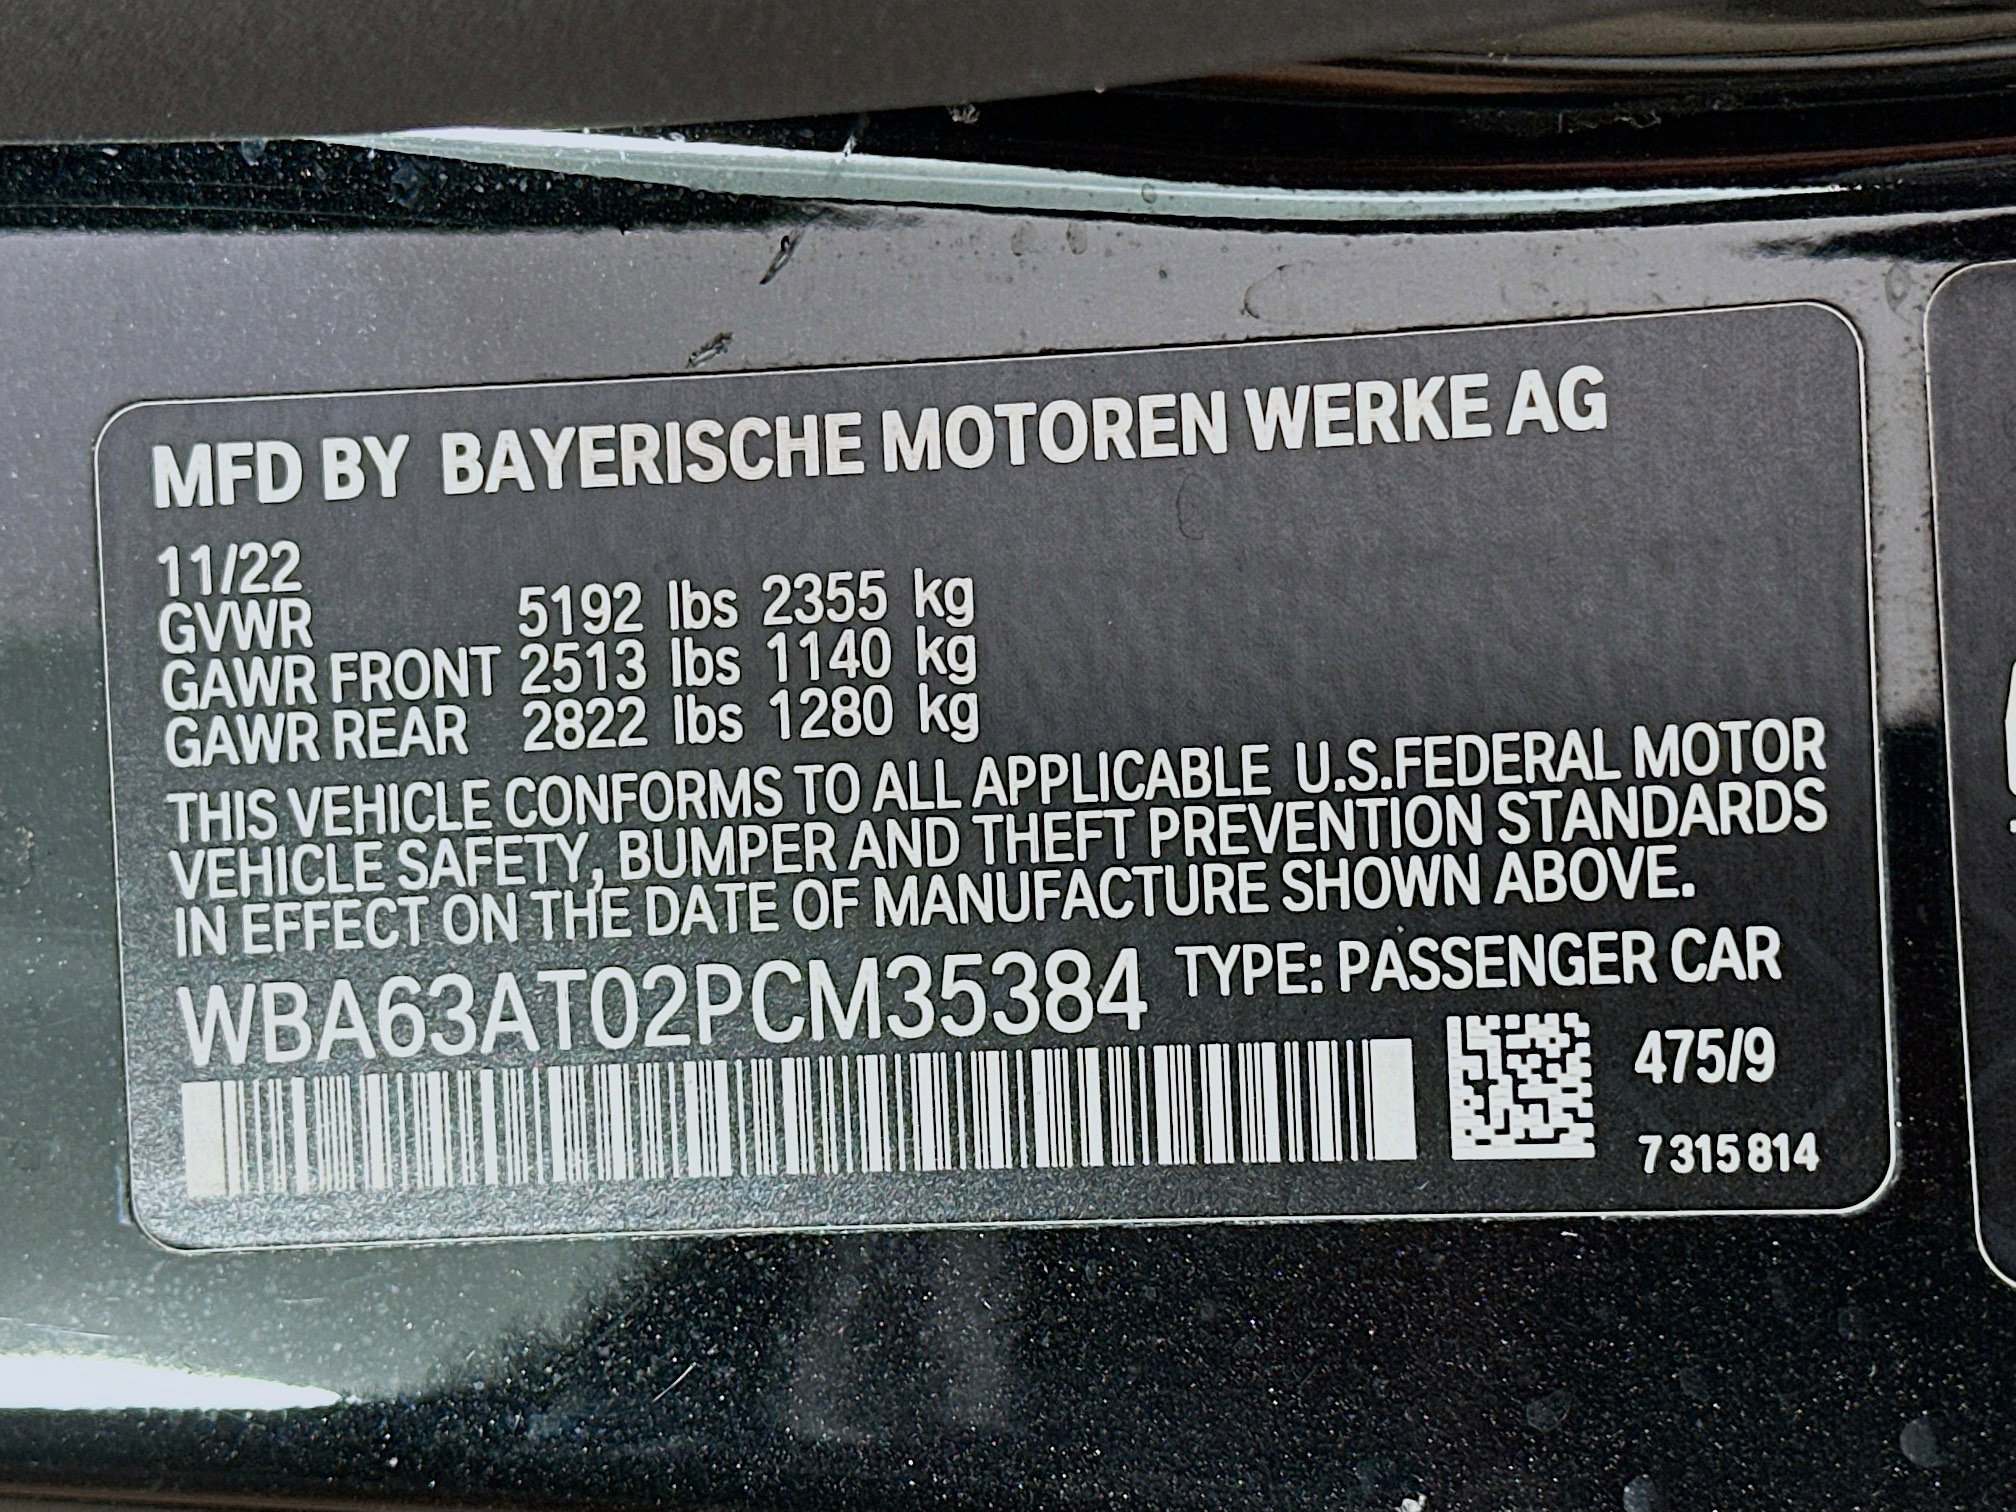 MFD BY BAYERISCHE MOTOREN WERKE AG
11/22
GVWR 5192 lbs 2355 kg
GAWR FRONT 2513 lbs 1140 kg
GAWR REAR 2822 lbs 1280 kg
THIS VEHICLE CONFORMS TO ALL APPLICABLE U.S.FEDERAL MOTOR
VEHICLE SAFETY, BUMPER AND THEFT PREVENTION STANDARDS
IN EFFECT ON THE DATE OF MANUFACTURE SHOWN ABOVE.
WBA63AT02PCM35384 TYPE: PASSENGER CAR
475/9
7 315 814